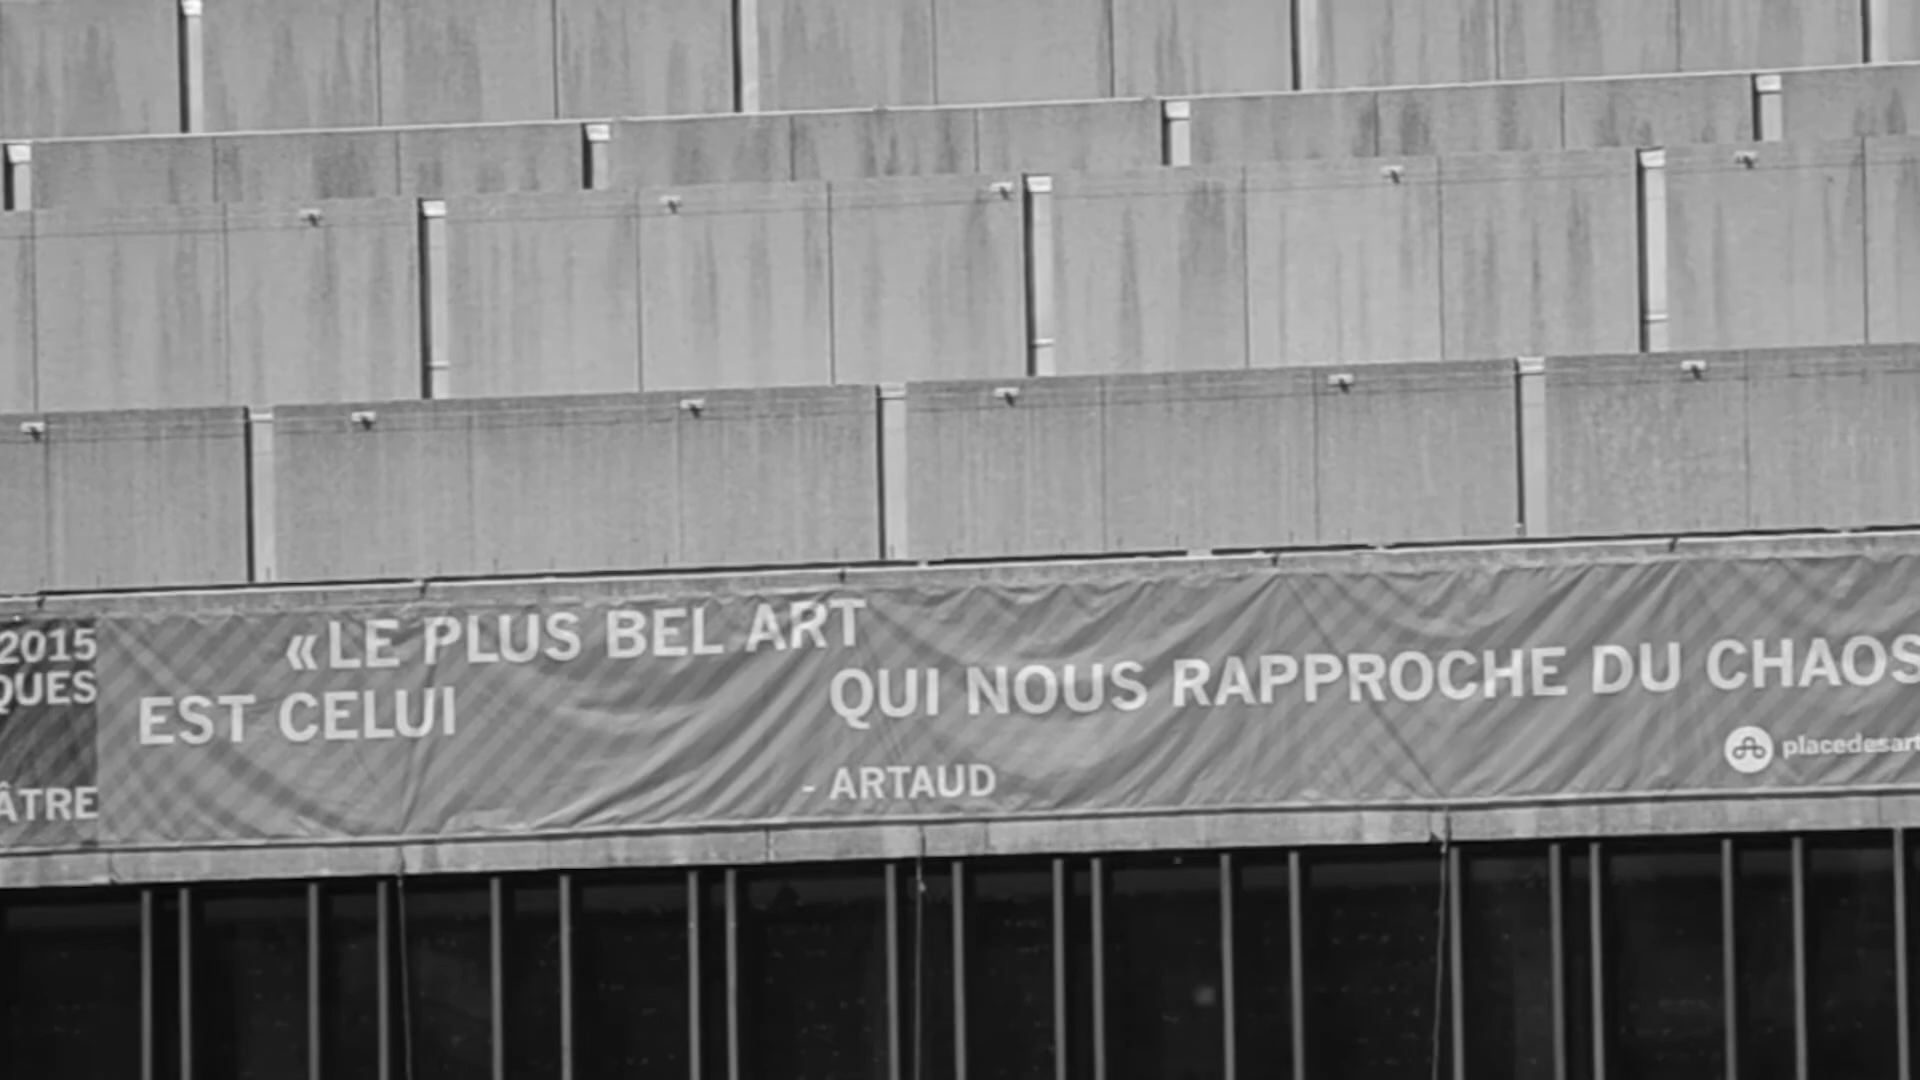 2015
QUES
ÂTRE
«LE PLUS BEL ART
EST CELUI
QUI NOUS RAPPROCHE DU CHAOS
- ARTAUD
placedesart